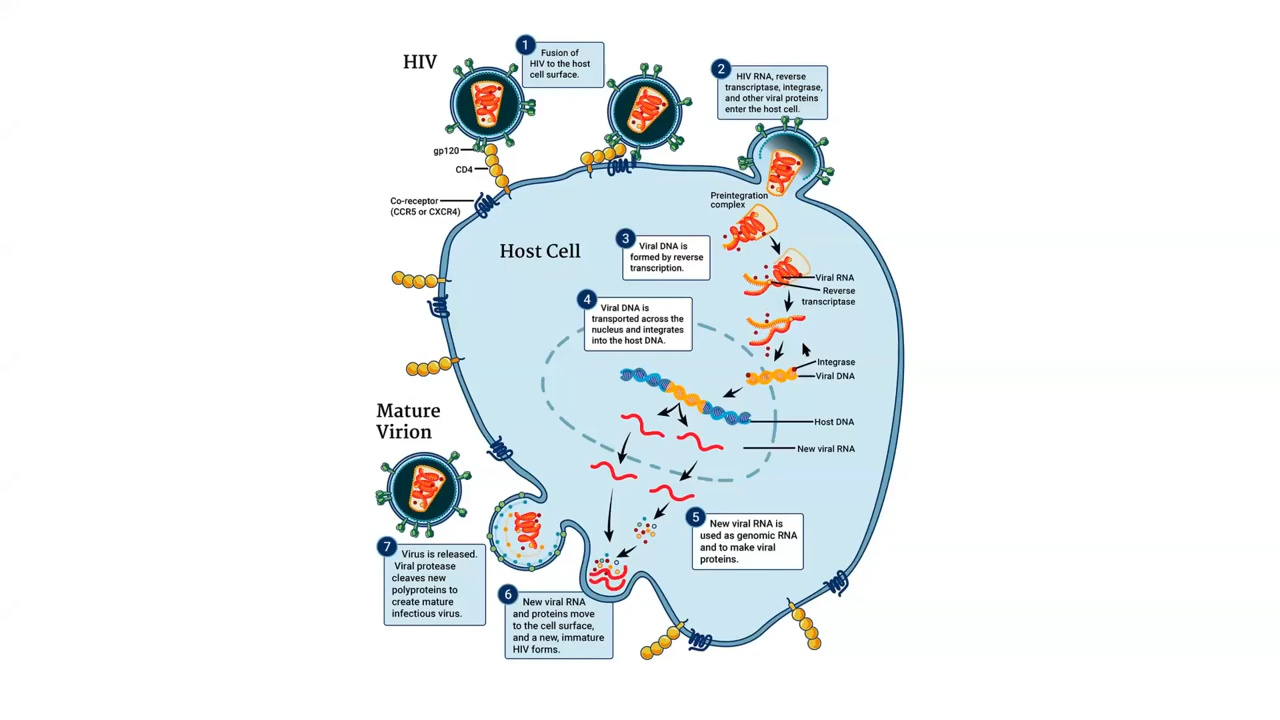 HIV
1
Fusion of
HIV to the host
cell surface.
2
HIV RNA, reverse
transcriptase, integrase,
and other viral proteins
enter the host cell.
gp120
CD4
Co-receptor
(CCR5 or CXCR4)
Preintegration
complex
Host Cell
3
Viral DNA is
formed by reverse
transcription.
Viral RNA
Reverse
transcriptase
4
Viral DNA is
transported across the
nucleus and integrates
into the host DNA.
Integrase
Viral DNA
Host DNA
New viral RNA
Mature
Virion
5
New viral RNA is
used as genomic RNA
and to make viral
proteins.
7
Virus is released.
Viral protease
cleaves new
polyproteins to
create mature
infectious virus.
6
New viral RNA
and proteins move
to the cell surface,
and a new, immature
HIV forms.